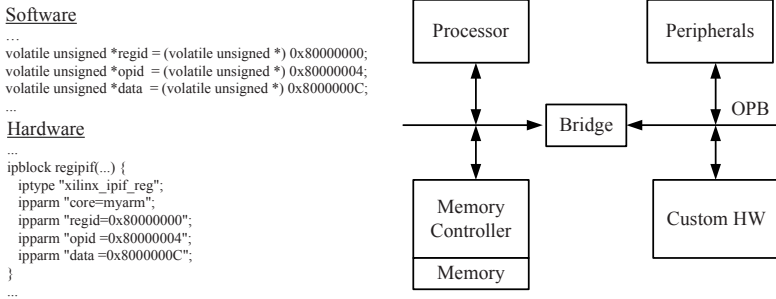 Software
...
volatile unsigned *regid = (volatile unsigned *) 0x80000000;
volatile unsigned *opid = (volatile unsigned *) 0x80000004;
volatile unsigned *data = (volatile unsigned *) 0x8000000C;
...
Hardware
...
ipblock regipif(...) {
iptype "xilinx_ipif_reg";
ipparm "core=myarm";
ipparm "regid=0x80000000";
ipparm "opid =0x80000004";
ipparm "data =0x8000000C";
}
...
Processor
Peripherals
OPB
Bridge
Memory
Controller
Memory
Custom HW